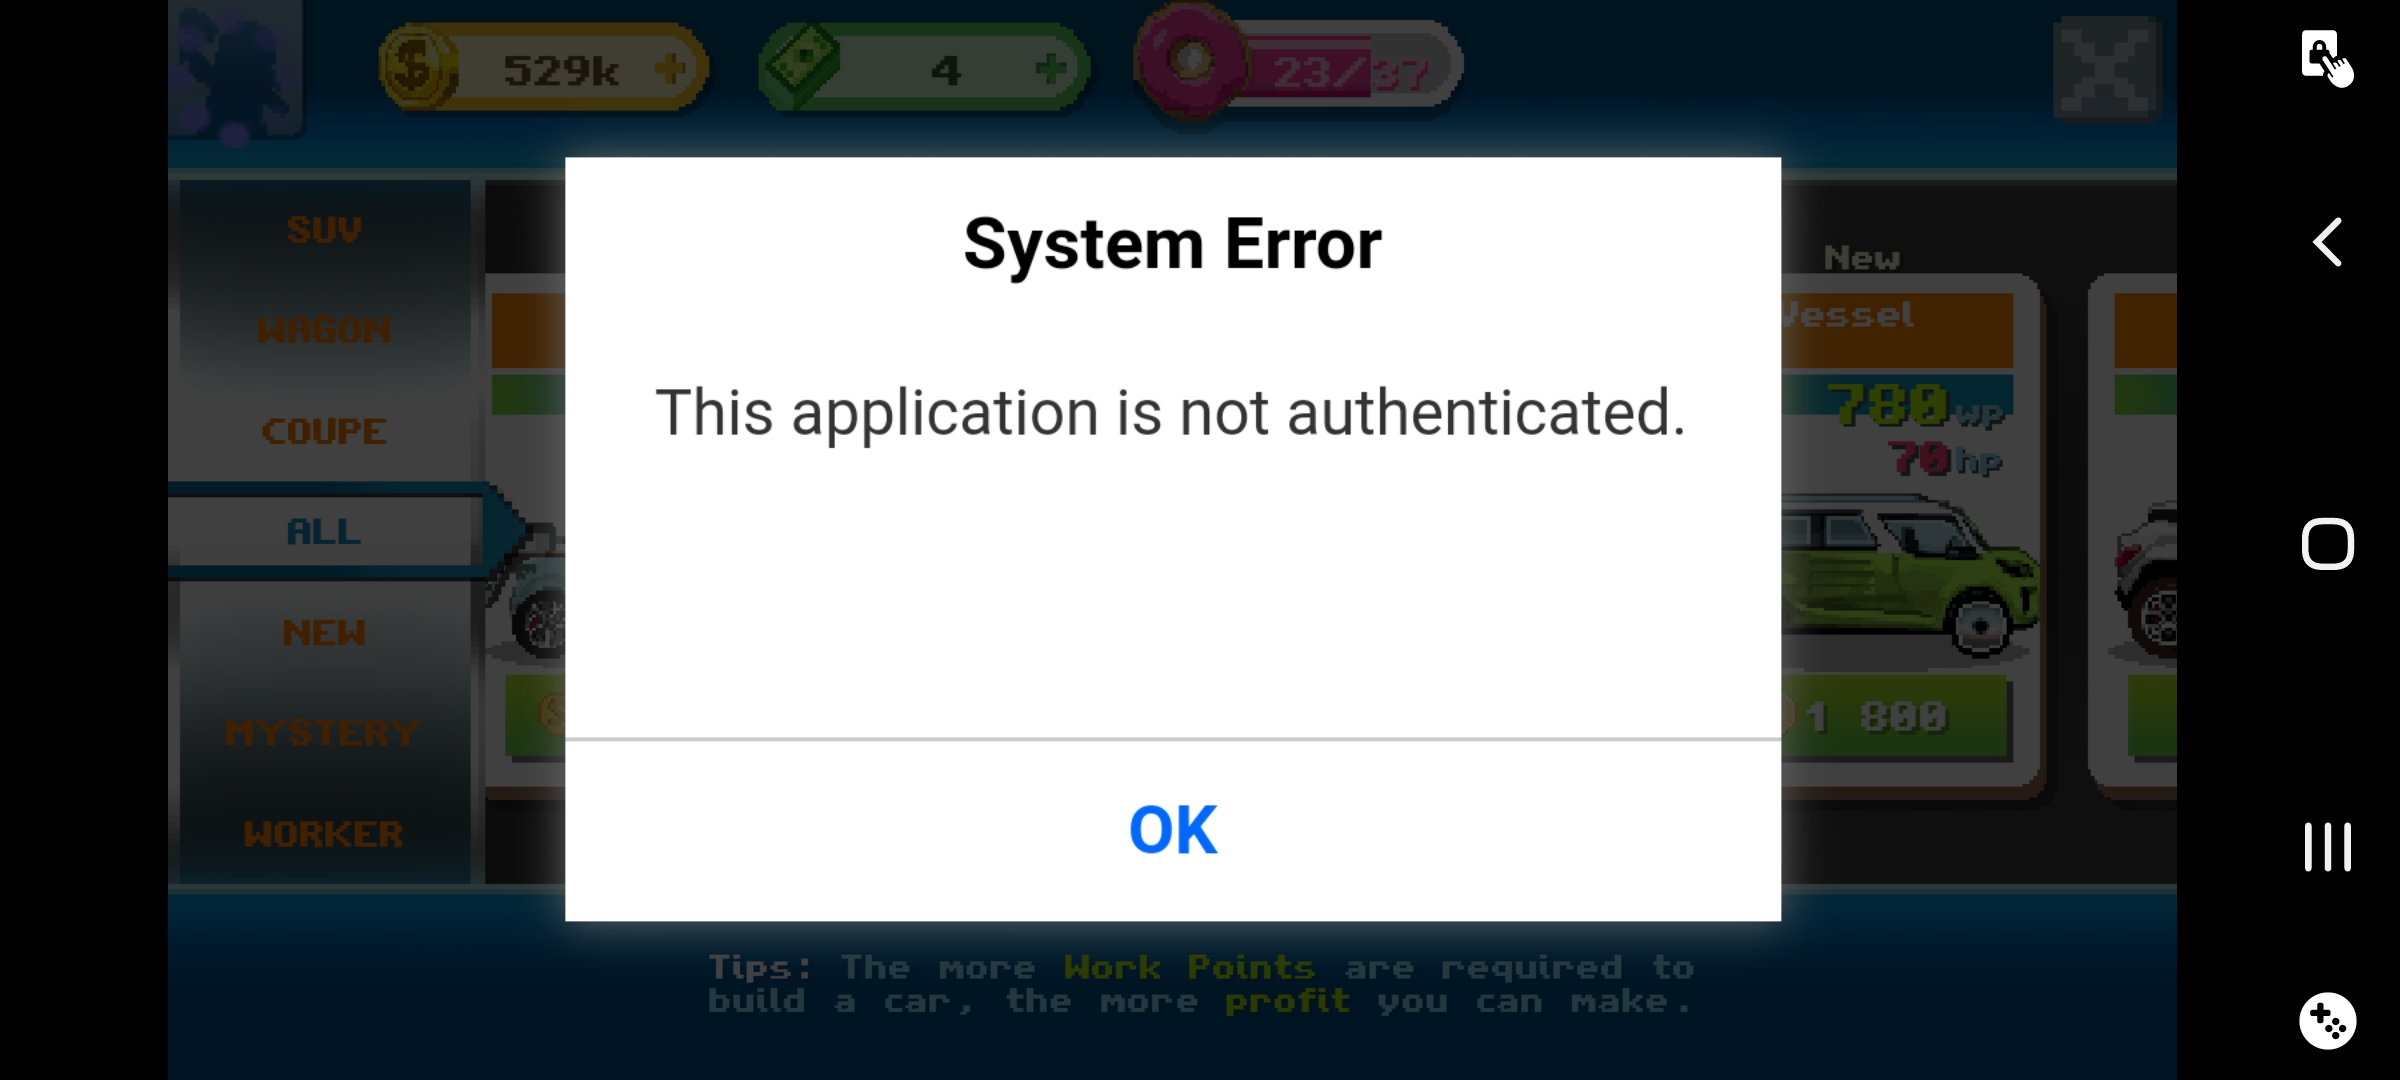 529k
4
23/37
System Error
This application is not authenticated.
OK
SUV
WAGON
COUPE
ALL
NEW
MYSTERY
WORKER
New
Vessel
780 wp
70 hp
1 800
Tips: The more Work Points are required to
build a car, the more profit you can make.